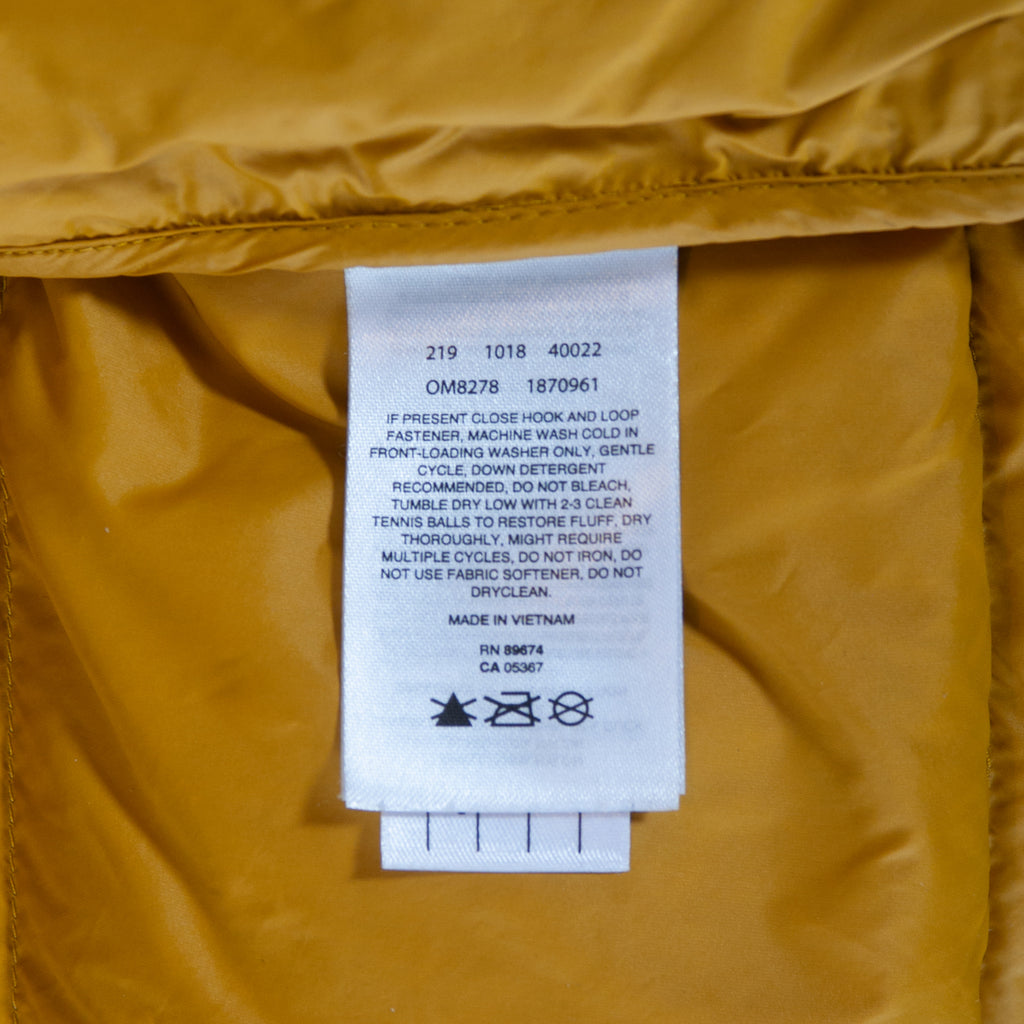 219 1018 40022
OM8278 1870961
IF PRESENT CLOSE HOOK AND LOOP
FASTENER, MACHINE WASH COLD IN
FRONT-LOADING WASHER ONLY, GENTLE
CYCLE, DOWN DETERGENT
RECOMMENDED, DO NOT BLEACH,
TUMBLE DRY LOW WITH 2-3 CLEAN
TENNIS BALLS TO RESTORE FLUFF, DRY
THOROUGHLY, MIGHT REQUIRE
MULTIPLE CYCLES, DO NOT IRON, DO
NOT USE FABRIC SOFTENER, DO NOT
DRYCLEAN.
MADE IN VIETNAM
RN 89674
CA 05367